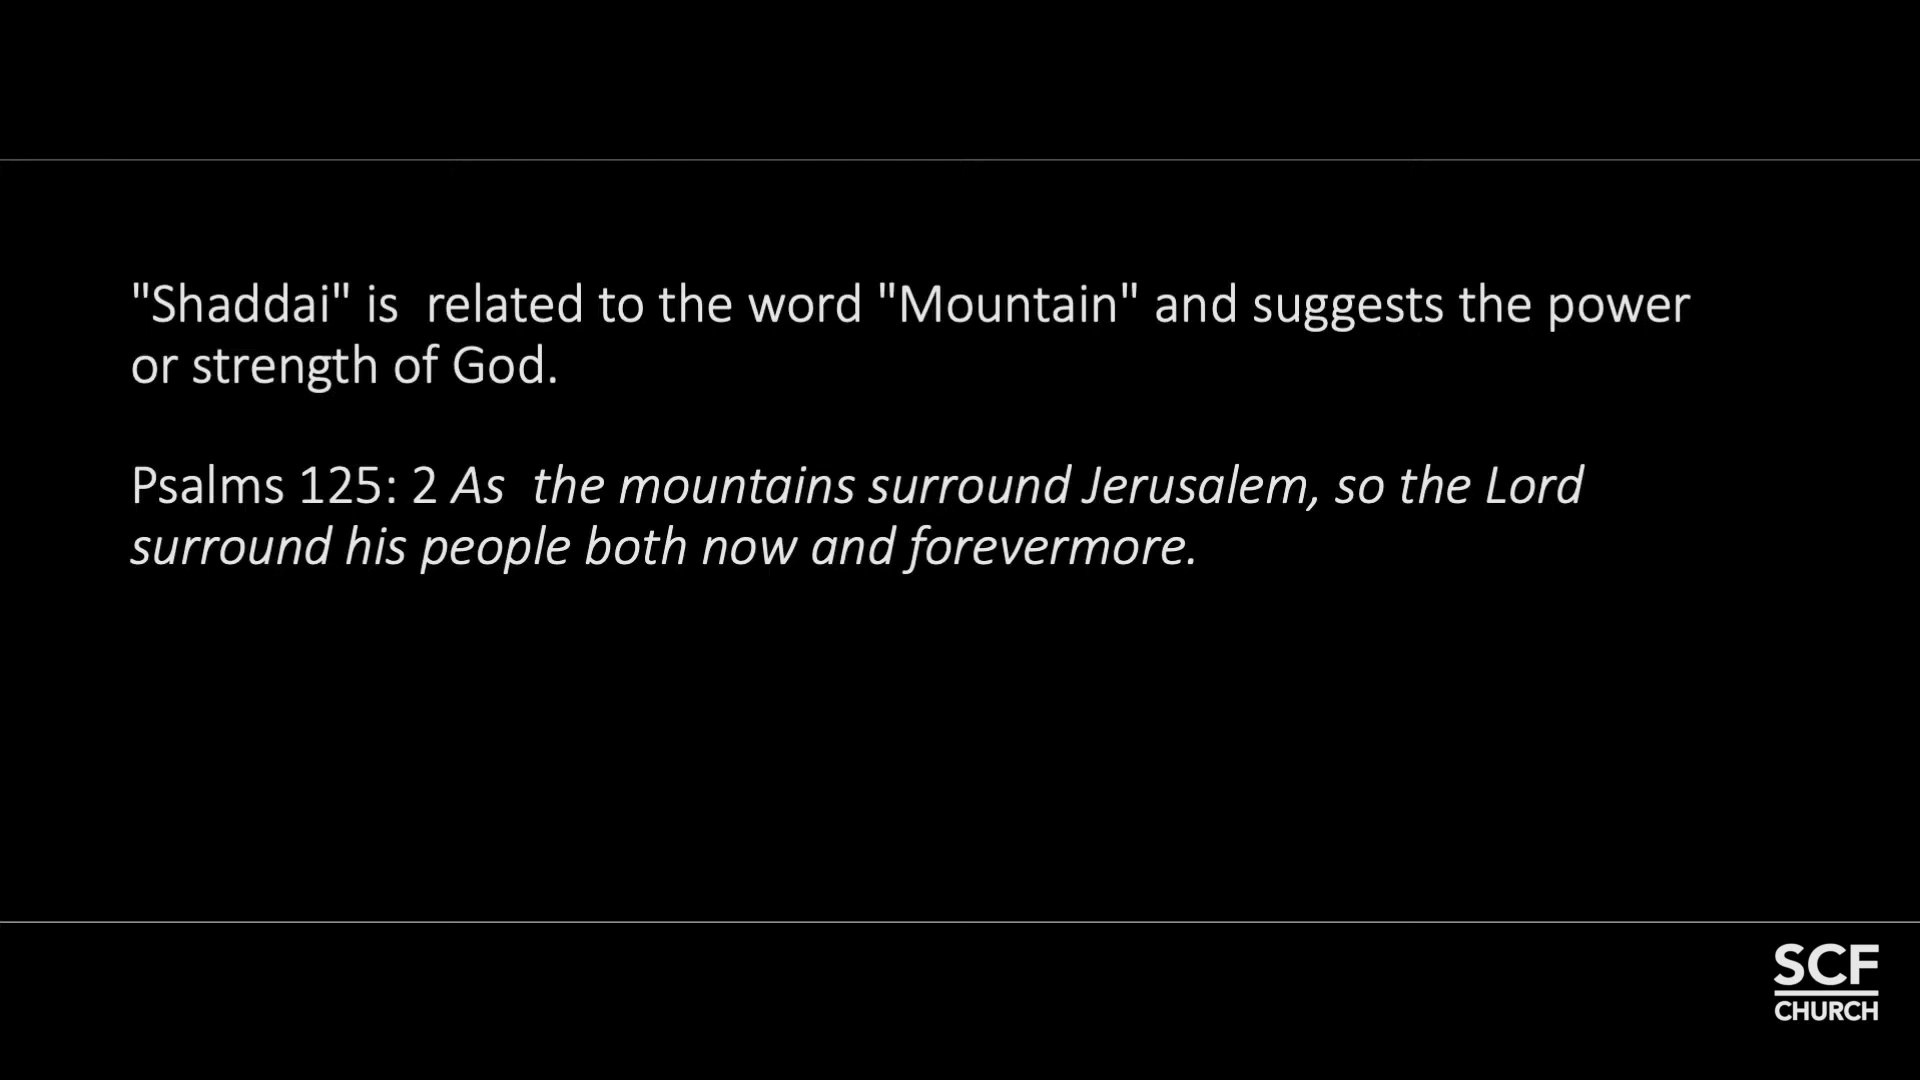 "Shaddai" is  related to the word "Mountain" and suggests the power
or strength of God.
Psalms 125: 2 As  the mountains surround Jerusalem, so the Lord
surround his people both now and forevermore.
SCF
CHURCH